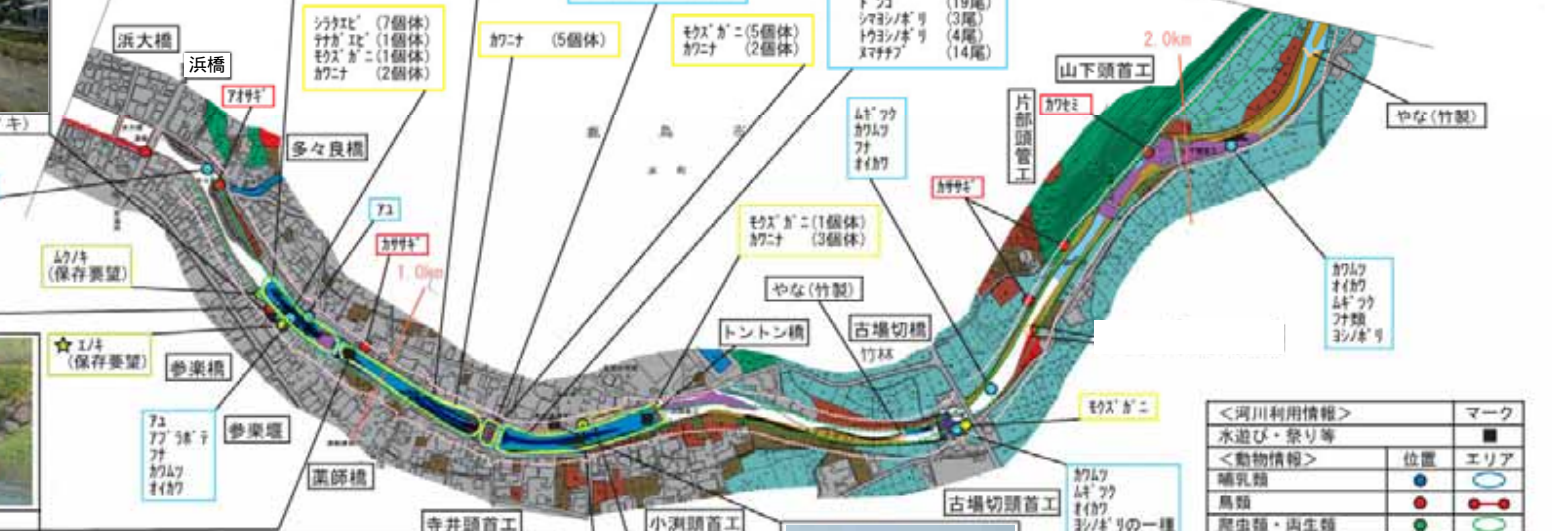 シラタエビ (7個体)
テナガエビ(1個体)
モクズガニ(1個体)
カワニナ (2個体)
カワニナ (5個体)
モクズガニ(5個体)
カワニナ (2個体)
(19尾)
シマヨシノボリ (3尾)
トウヨシノボリ (4尾)
ヌマチチブ (14尾)
浜大橋
浜橋
アオサギ
キ)
多々良橋
アユ
カササギ
1.0km
ムクノキ
(保存要望)
エノキ
(保存要望)
参楽橋
参楽堰
アユ
アブラボテ
フナ
カワムツ
オイカワ
薬師橋
寺井頭首工
小渕頭首工
鹿島市
ムギツク
カワムツ
フナ
オイカワ
モクズガニ(1個体)
カワニナ (3個体)
やな(竹製)
トントン橋
古場切橋
竹林
カササギ
片部頭首工
カワセミ
山下頭首工
2.0km
やな(竹製)
カワムツ
オイカワ
ムギツク
フナ類
ヨシノボリ
モクズガニ
古場切頭首工
カワムツ
ムギツク
オイカワ
ヨシノボリの一種
<河川利用情報> マーク
水遊び・祭り等
<動物情報> 位置 エリア
哺乳類
鳥類
爬虫類・両生類